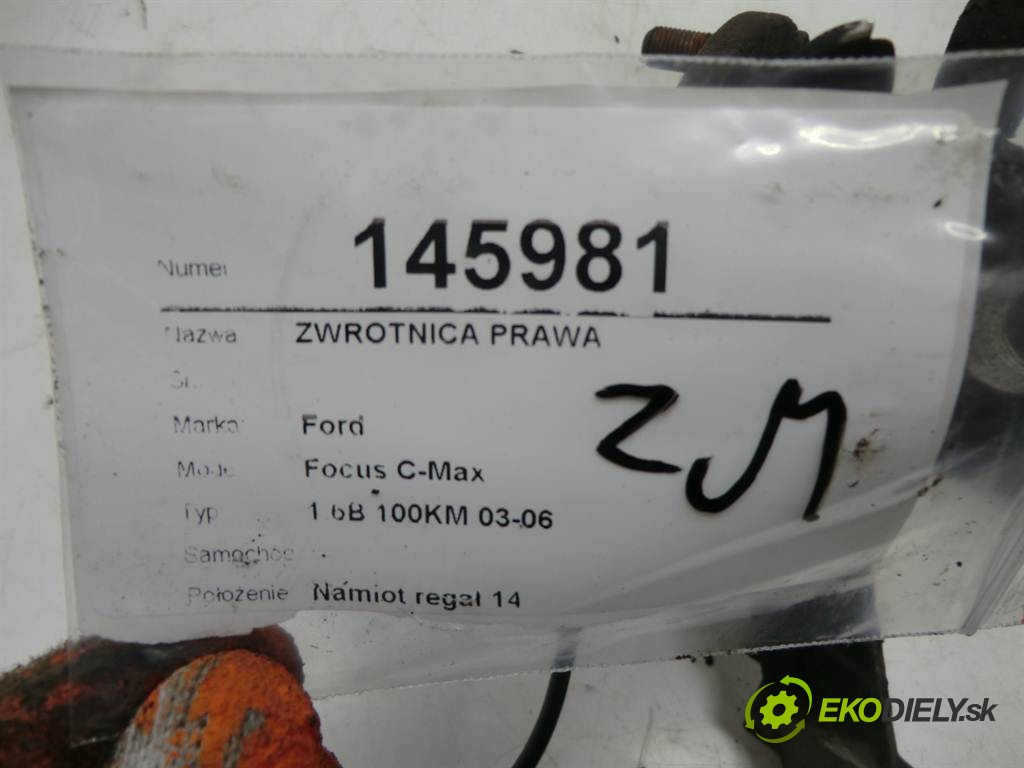 Numer 145981
Nazwa ZWROTNICA PRAWA
Marka: Ford
Focus C-Max
Typ 1 6B 100KM 03-06
Samochód
Położenie Namiot regał 14
ZM
EKODIELY.sk